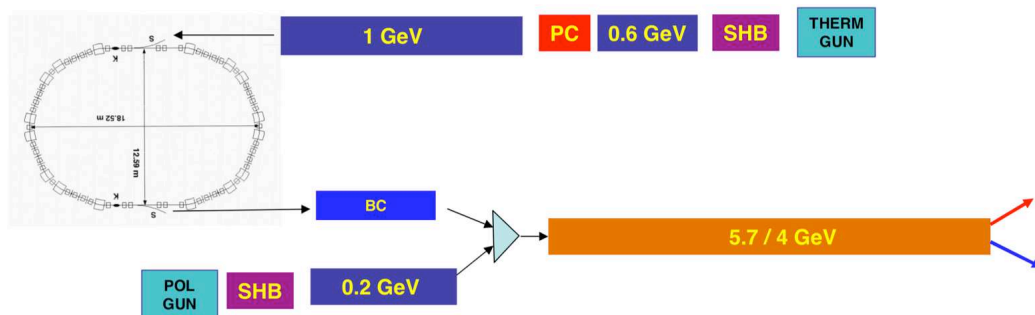 1 GeV
PC
0.6 GeV
SHB
THERM
GUN
S
K
18.52 m
12.59 m
K
S
BC
5.7 / 4 GeV
POL
GUN
SHB
0.2 GeV